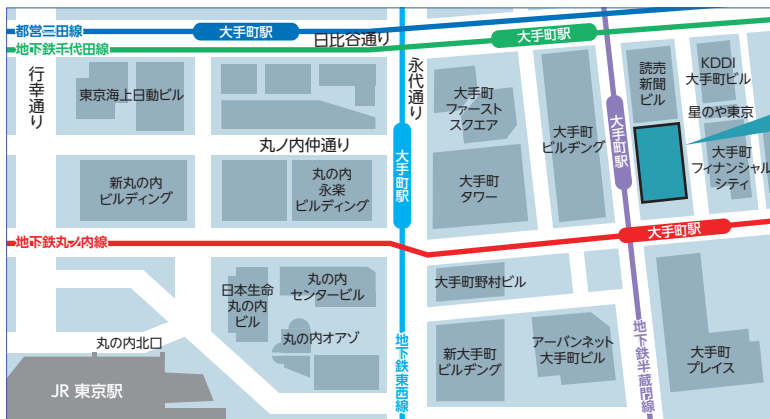 都営三田線
大手町駅
地下鉄千代田線
日比谷通り
大手町駅
行幸通り
東京海上日動ビル
永代通り
大手町
ファースト
スクエア
大手町
ビルヂング
大手町駅
読売
新聞
ビル
KDDI
大手町ビル
星のや東京
大手町
フィナンシャル
シティ
丸ノ内仲通り
大手町駅
新丸の内
ビルディング
丸の内
永楽
ビルディング
大手町
タワー
地下鉄丸ノ内線
大手町駅
日本生命
丸の内
ビル
丸の内
センタービル
大手町野村ビル
丸の内北口
丸の内オアゾ
地下鉄東西線
新大手町
ビルヂング
アーバンネット
大手町ビル
地下鉄半蔵門線
大手町
プレイス
JR 東京駅